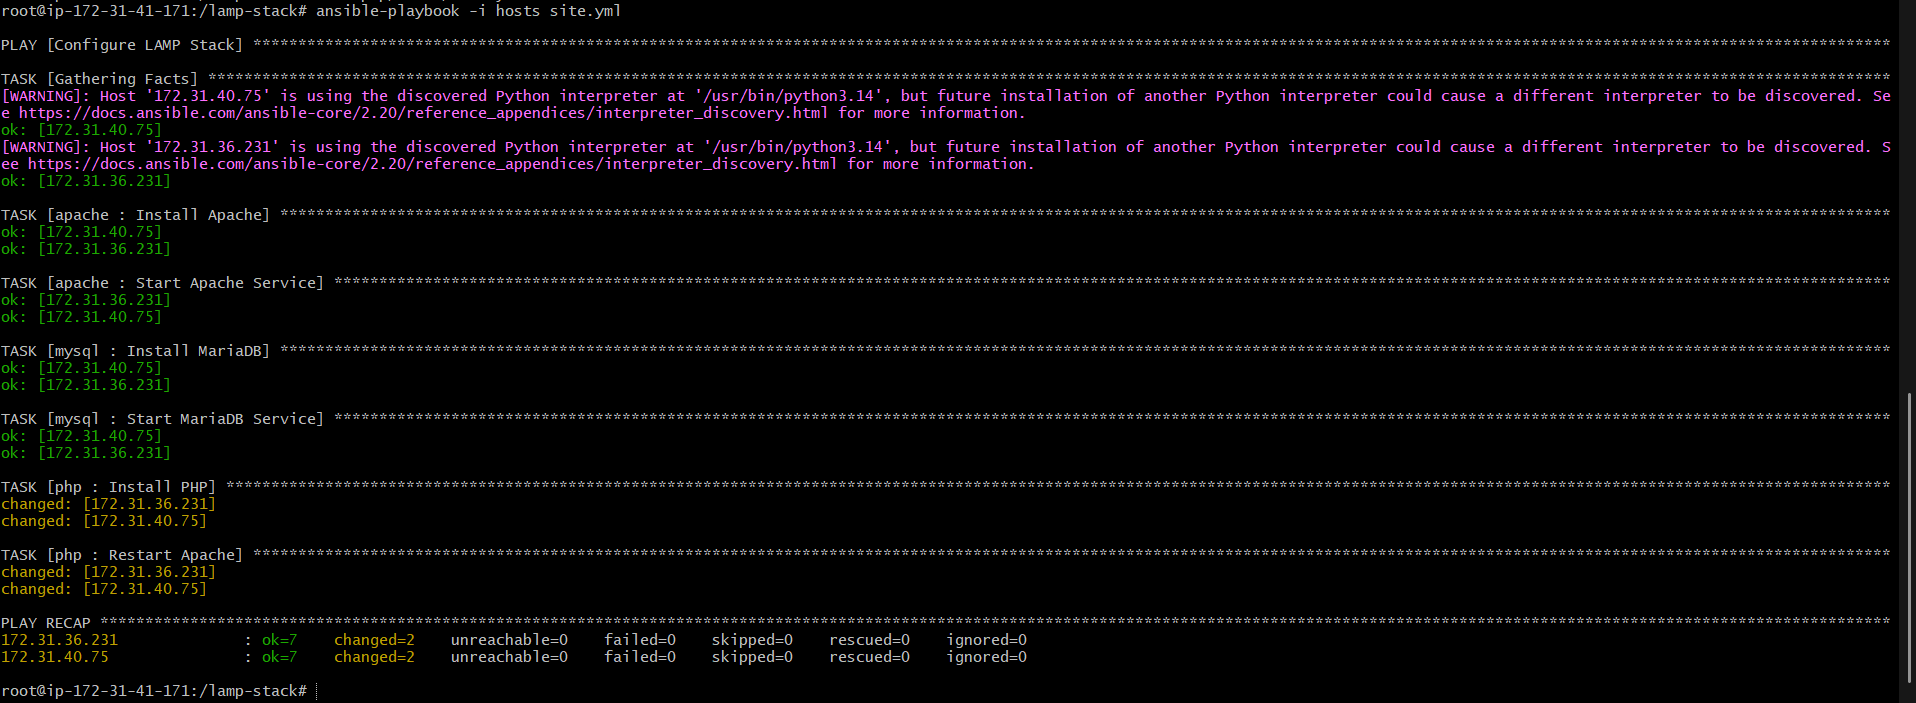 root@ip-172-31-41-171:/lamp-stack# ansible-playbook -i hosts site.yml
PLAY [Configure LAMP Stack] **********************************************************************************************************************************************************************************
TASK [Gathering Facts] ***************************************************************************************************************************************************************************************
[WARNING]: Host '172.31.40.75' is using the discovered Python interpreter at '/usr/bin/python3.14', but future installation of another Python interpreter could cause a different interpreter to be discovered. Se
e https://docs.ansible.com/ansible-core/2.20/reference_appendices/interpreter_discovery.html for more information.
ok: [172.31.40.75]
[WARNING]: Host '172.31.36.231' is using the discovered Python interpreter at '/usr/bin/python3.14', but future installation of another Python interpreter could cause a different interpreter to be discovered. S
ee https://docs.ansible.com/ansible-core/2.20/reference_appendices/interpreter_discovery.html for more information.
ok: [172.31.36.231]
TASK [apache : Install Apache] *******************************************************************************************************************************************************************************
ok: [172.31.40.75]
ok: [172.31.36.231]
TASK [apache : Start Apache Service] *************************************************************************************************************************************************************************
ok: [172.31.36.231]
ok: [172.31.40.75]
TASK [mysql : Install MariaDB] *******************************************************************************************************************************************************************************
ok: [172.31.40.75]
ok: [172.31.36.231]
TASK [mysql : Start MariaDB Service] *************************************************************************************************************************************************************************
ok: [172.31.40.75]
ok: [172.31.36.231]
TASK [php : Install PHP] *************************************************************************************************************************************************************************************
changed: [172.31.36.231]
changed: [172.31.40.75]
TASK [php : Restart Apache] **********************************************************************************************************************************************************************************
changed: [172.31.36.231]
changed: [172.31.40.75]
PLAY RECAP ***************************************************************************************************************************************************************************************************
172.31.36.231              : ok=7    changed=2    unreachable=0    failed=0    skipped=0    rescued=0    ignored=0
172.31.40.75               : ok=7    changed=2    unreachable=0    failed=0    skipped=0    rescued=0    ignored=0
root@ip-172-31-41-171:/lamp-stack#